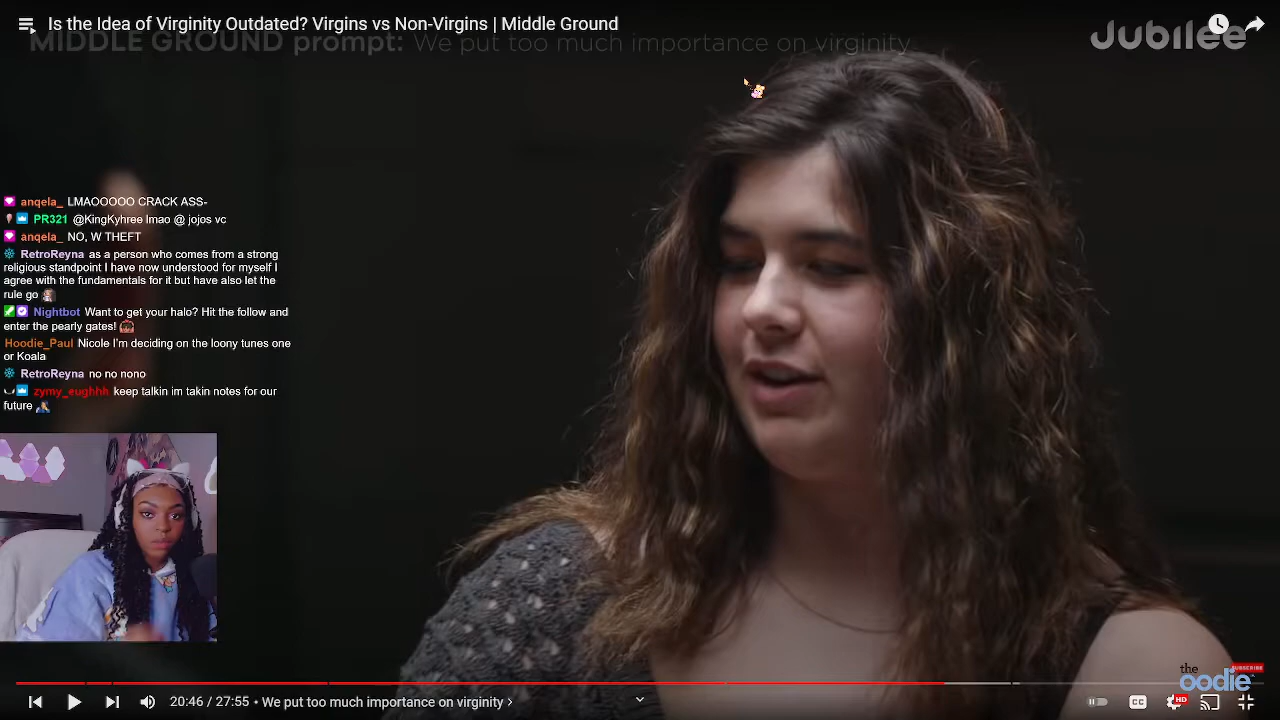 Is the Idea of Virginity Outdated? Virgins vs Non-Virgins | Middle Ground
MIDDLE GROUND prompt: We put too much importance on virginity
Jubilee
anqela_ LMAOOOOO CRACK ASS-
PR321 @KingKyhree lmao @ jojos vc
anqela_ NO, W THEFT
RetroReyna as a person who comes from a strong
religious standpoint I have now understood for myself I
agree with the fundamentals for it but have also let the
rule go
Nightbot Want to get your halo? Hit the follow and
enter the pearly gates!
Hoodie_Paul Nicole I'm deciding on the loony tunes one
or Koala
RetroReyna no no nono
zymy_eughhh keep talkin im takin notes for our
future
the
oodie
SUBSCRIBE
20:46 / 27:55 • We put too much importance on virginity
CC
HD